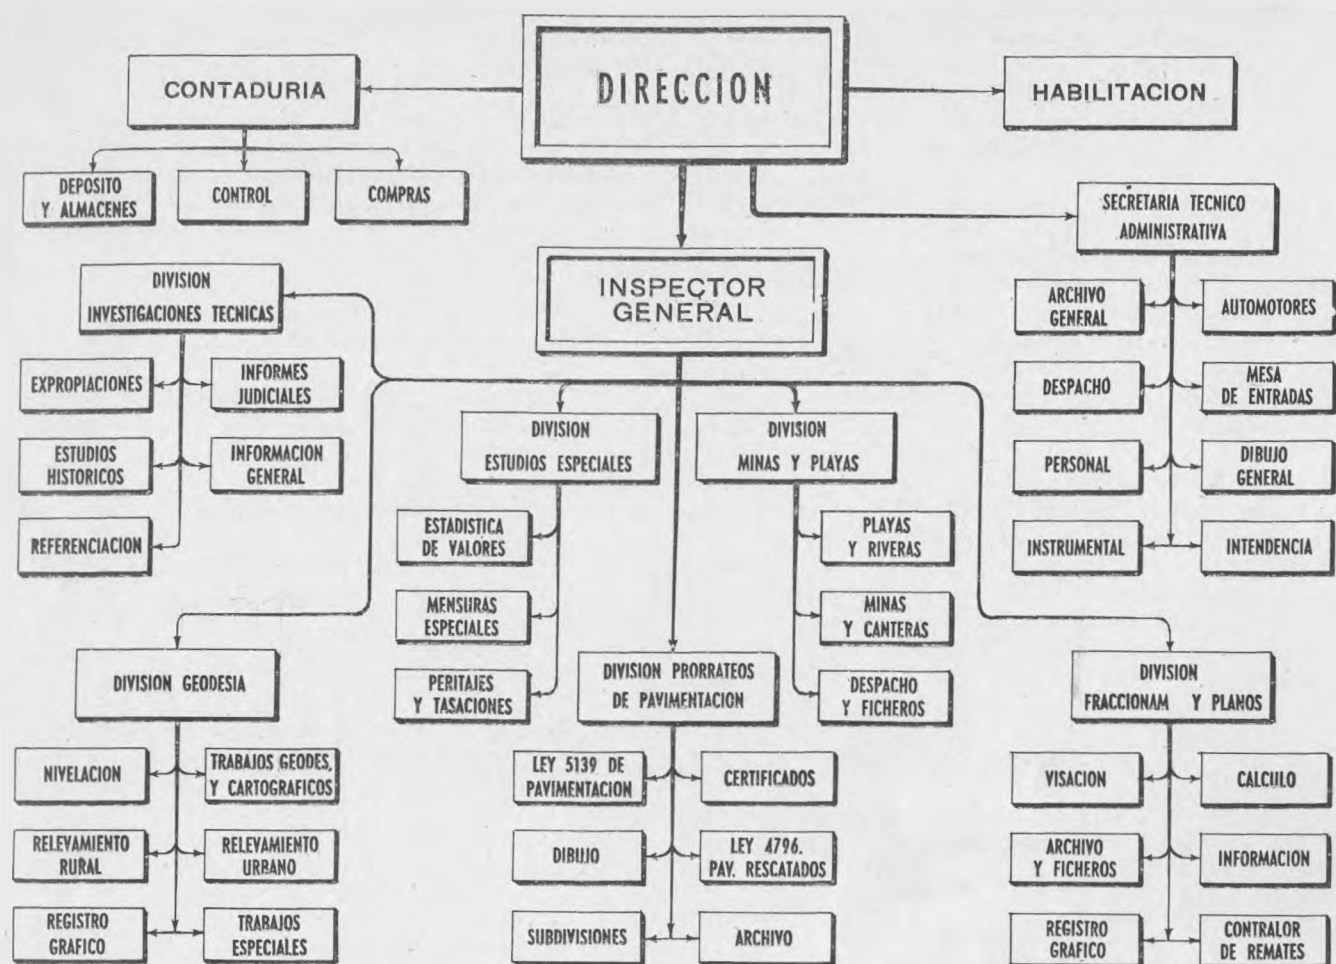 DIRECCION
CONTADURIA
HABILITACION
DEPOSITO
Y ALMACENES
CONTROL
COMPRAS
SECRETARIA TECNICO
ADMINISTRATIVA
INSPECTOR
GENERAL
DIVISION
INVESTIGACIONES TECNICAS
ARCHIVO
GENERAL
AUTOMOTORES
EXPROPIACIONES
INFORMES
JUDICIALES
DESPACHO
MESA
DE ENTRADAS
DIVISION
ESTUDIOS ESPECIALES
DIVISION
MINAS Y PLAYAS
ESTUDIOS
HISTORICOS
INFORMACION
GENERAL
PERSONAL
DIBUJO
GENERAL
REFERENCIACION
ESTADISTICA
DE VALORES
PLAYAS
Y RIVERAS
INSTRUMENTAL
INTENDENCIA
MENSURAS
ESPECIALES
MINAS
Y CANTERAS
DIVISION GEODESIA
PERITAJES
Y TASACIONES
DIVISION PRORRATEOS
DE PAVIMENTACION
DESPACHO
Y FICHEROS
DIVISION
FRACCIONAM Y PLANOS
NIVELACION
TRABAJOS GEODES,
Y CARTOGRAFICOS
LEY 5139 DE
PAVIMENTACION
CERTIFICADOS
VISACION
CALCULO
RELEVAMIENTO
RURAL
RELEVAMIENTO
URBANO
DIBUJO
LEY 4796.
PAV. RESCATADOS
ARCHIVO
Y FICHEROS
INFORMACION
REGISTRO
GRAFICO
TRABAJOS
ESPECIALES
SUBDIVISIONES
ARCHIVO
REGISTRO
GRAFICO
CONTRALOR
DE REMATES